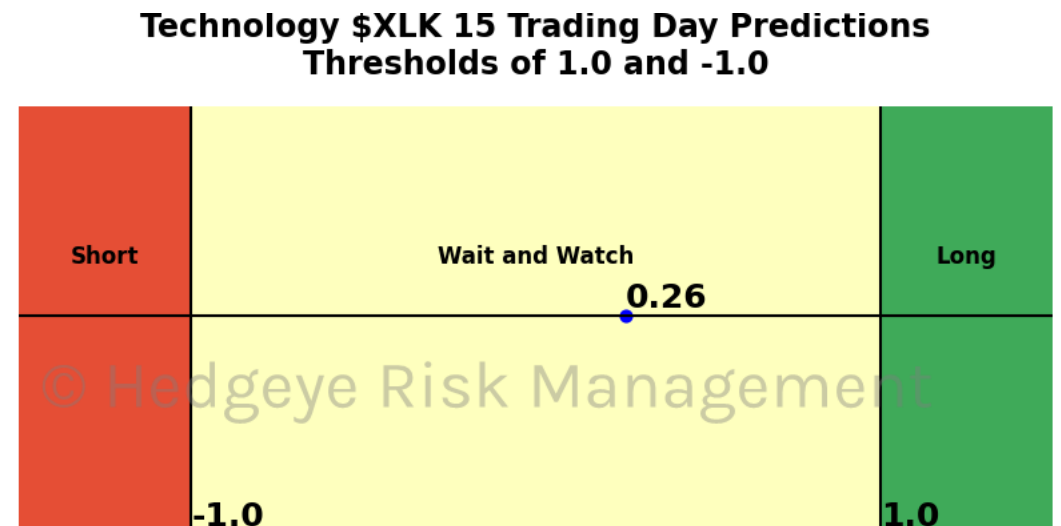 Technology $XLK 15 Trading Day Predictions
Thresholds of 1.0 and -1.0
Short
Wait and Watch
Long
0.26
© Hedgeye Risk Management
-1.0
1.0